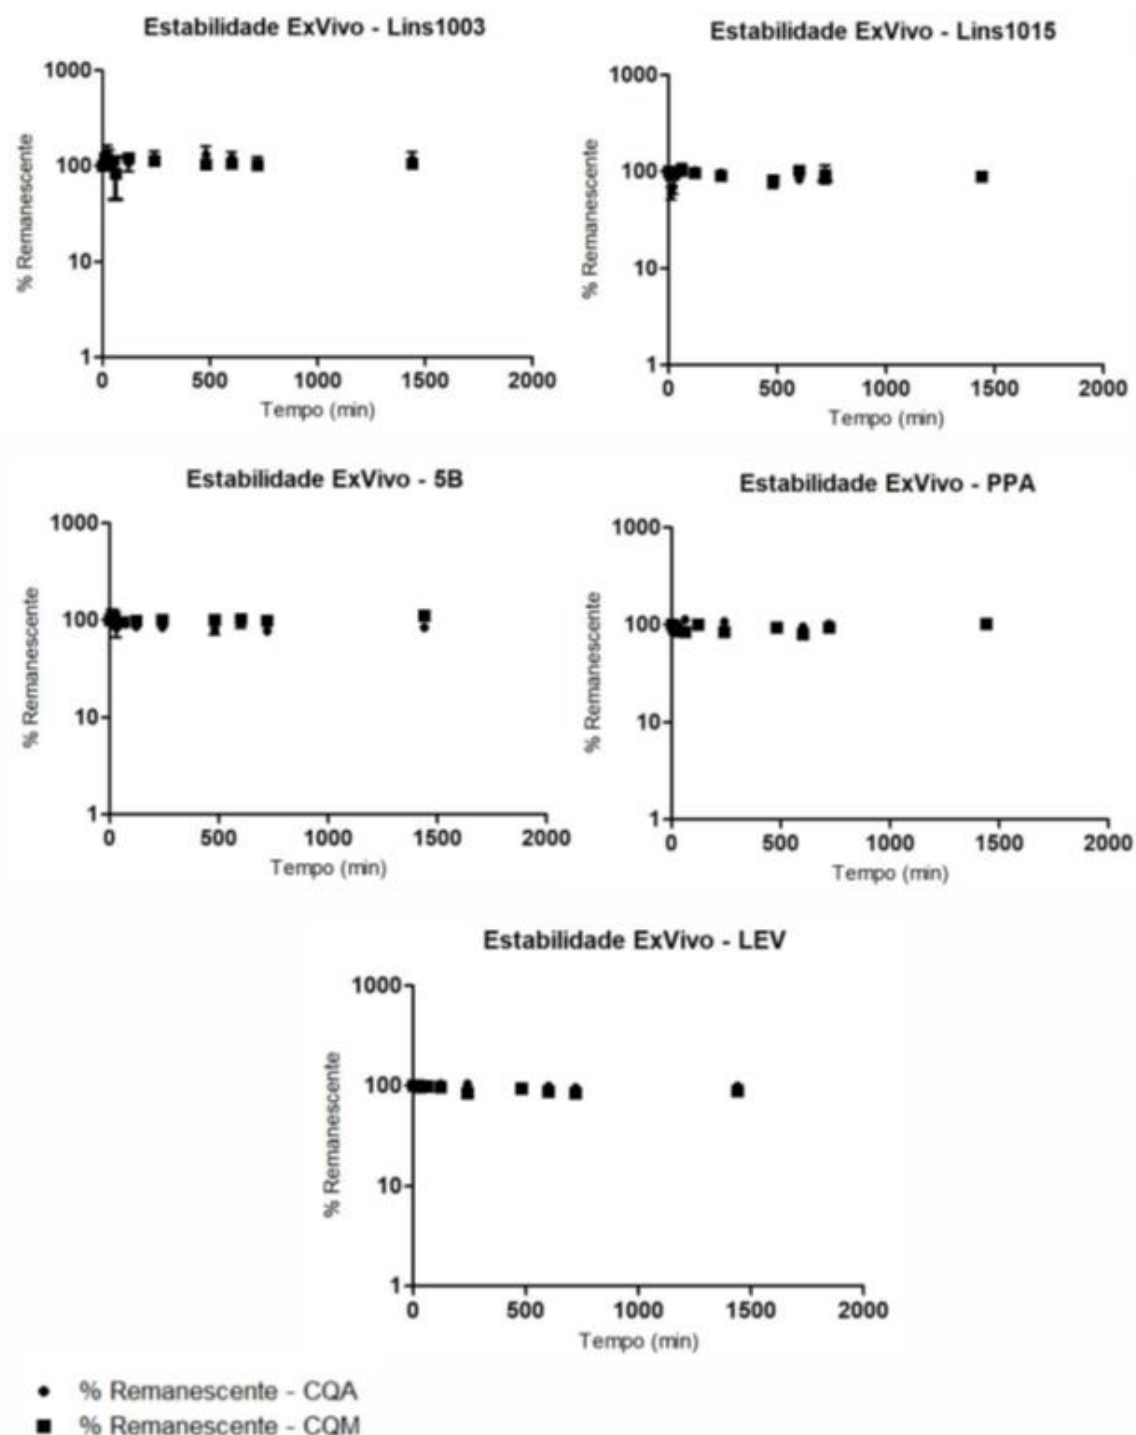 Estabilidade ExVivo - Lins1003
1000
100
10
1
0 500 1000 1500 2000
% Remanescente
Tempo (min)
Estabilidade ExVivo - Lins1015
1000
100
10
1
0 500 1000 1500 2000
% Remanescente
Tempo (min)
Estabilidade ExVivo - 5B
1000
100
10
1
0 500 1000 1500 2000
% Remanescente
Tempo (min)
Estabilidade ExVivo - PPA
1000
100
10
1
0 500 1000 1500 2000
% Remanescente
Tempo (min)
Estabilidade ExVivo - LEV
1000
100
10
1
0 500 1000 1500 2000
% Remanescente
Tempo (min)
% Remanescente - CQA
% Remanescente - CQM